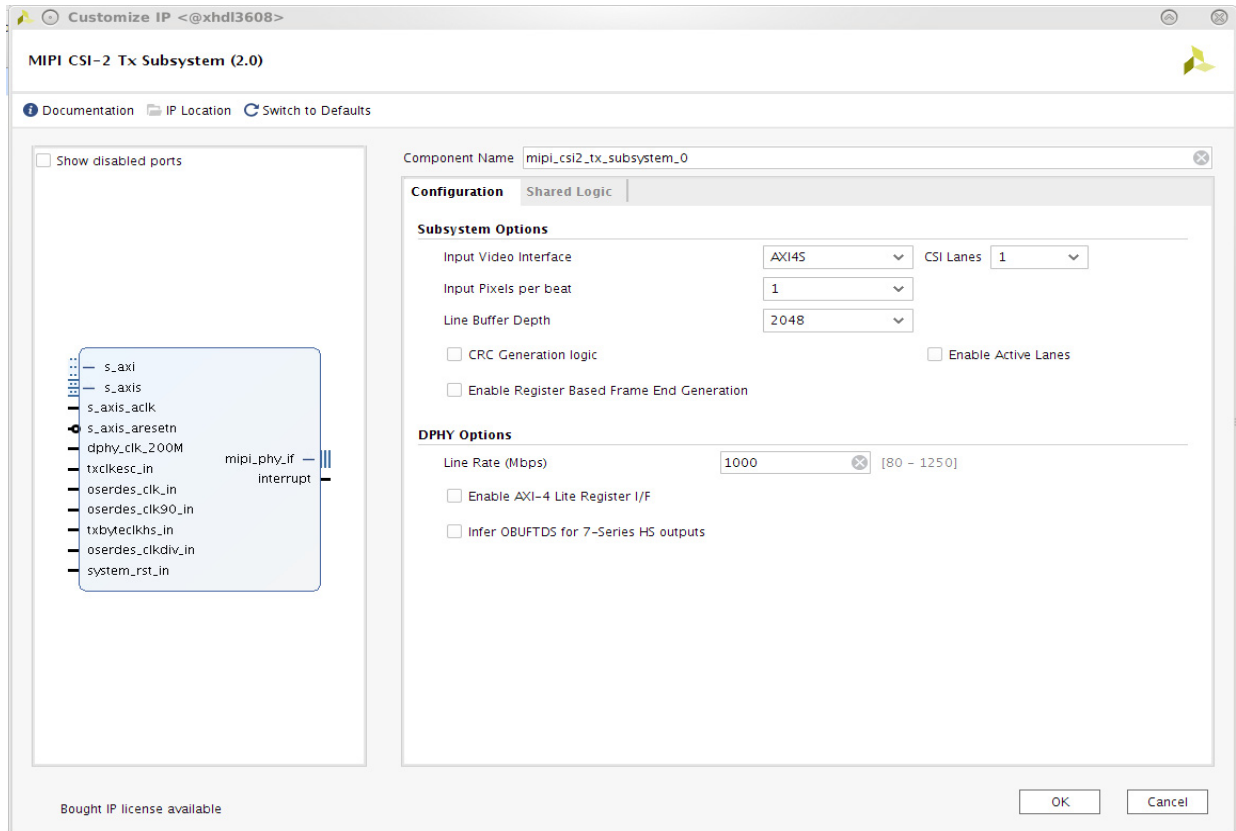 Customize IP <@xhdl3608>
MIPI CSI-2 Tx Subsystem (2.0)
Documentation IP Location Switch to Defaults
Show disabled ports
s_axi
s_axis
s_axis_aclk
s_axis_aresetn
dphy_clk_200M
txclkesc_in
oserdes_clk_in
oserdes_clk90_in
txbyteclkhs_in
oserdes_clkdiv_in
system_rst_in
mipi_phy_if
interrupt
Component Name mipi_csi2_tx_subsystem_0
Configuration Shared Logic
Subsystem Options
Input Video Interface AXI4S CSI Lanes 1
Input Pixels per beat 1
Line Buffer Depth 2048
CRC Generation logic Enable Active Lanes
Enable Register Based Frame End Generation
DPHY Options
Line Rate (Mbps) 1000 [80 - 1250]
Enable AXI-4 Lite Register I/F
Infer OBUFTDS for 7-Series HS outputs
Bought IP license available
OK Cancel